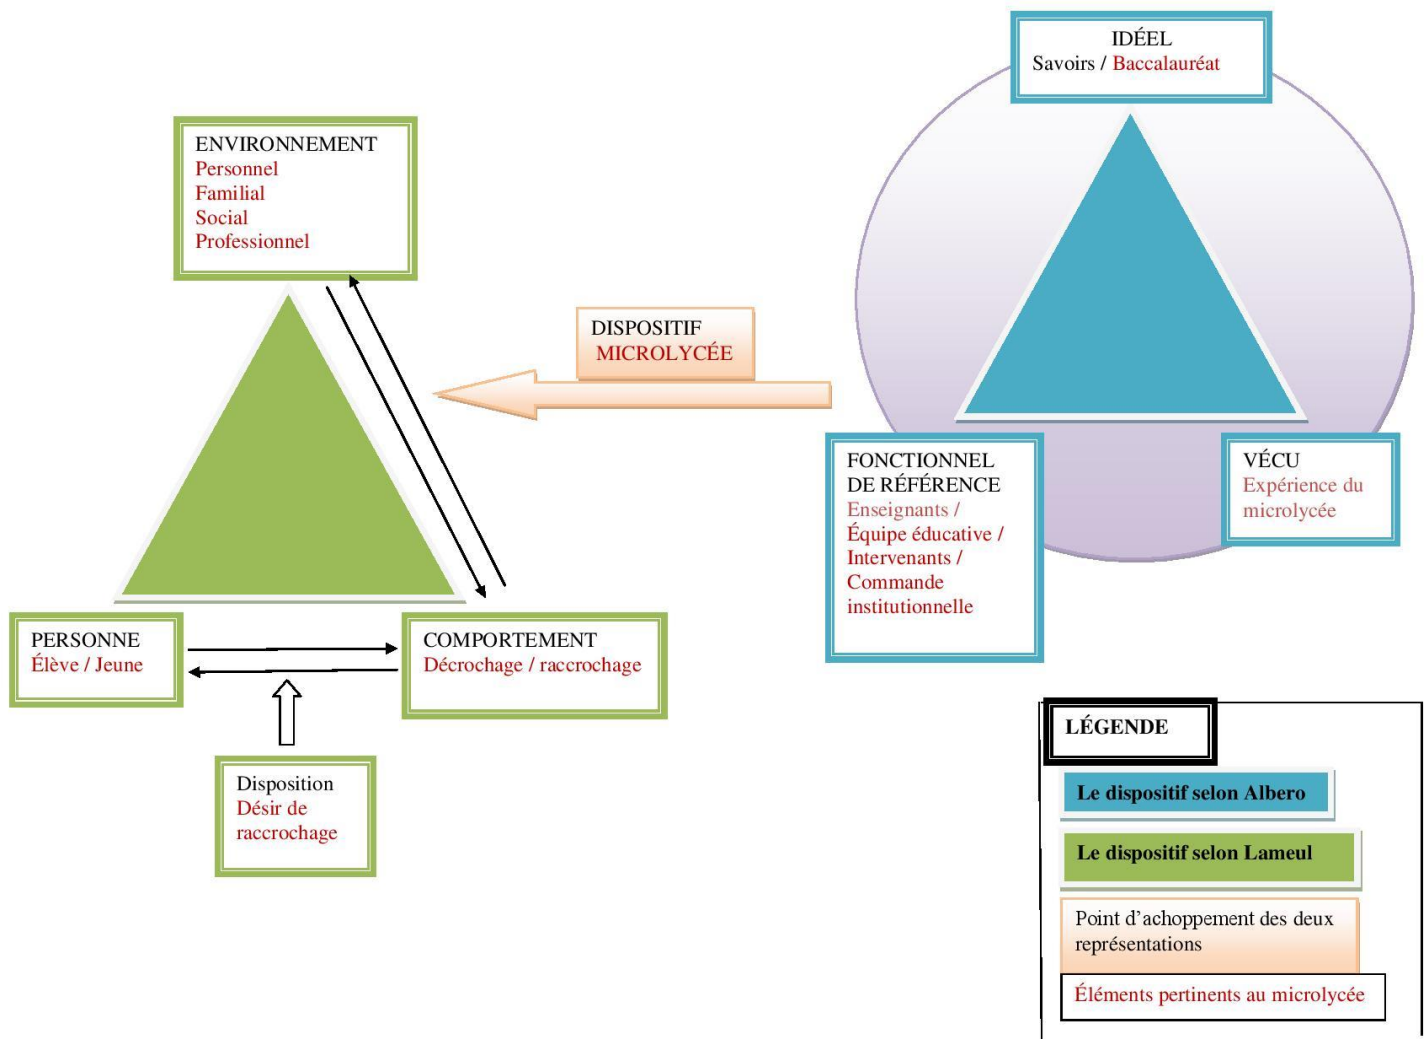 IDÉEL
Savoirs / Baccalauréat
ENVIRONNEMENT
Personnel
Familial
Social
Professionnel
DISPOSITIF
MICROLYCÉE
FONCTIONNEL
DE RÉFÉRENCE
Enseignants /
Équipe éducative /
Intervenants /
Commande
institutionnelle
VÉCU
Expérience du
microlycée
PERSONNE
Élève / Jeune
COMPORTEMENT
Décrochage / raccrochage
Disposition
Désir de
raccrochage
LÉGENDE
Le dispositif selon Albero
Le dispositif selon Lameul
Point d’achoppement des deux
représentations
Éléments pertinents au microlycée